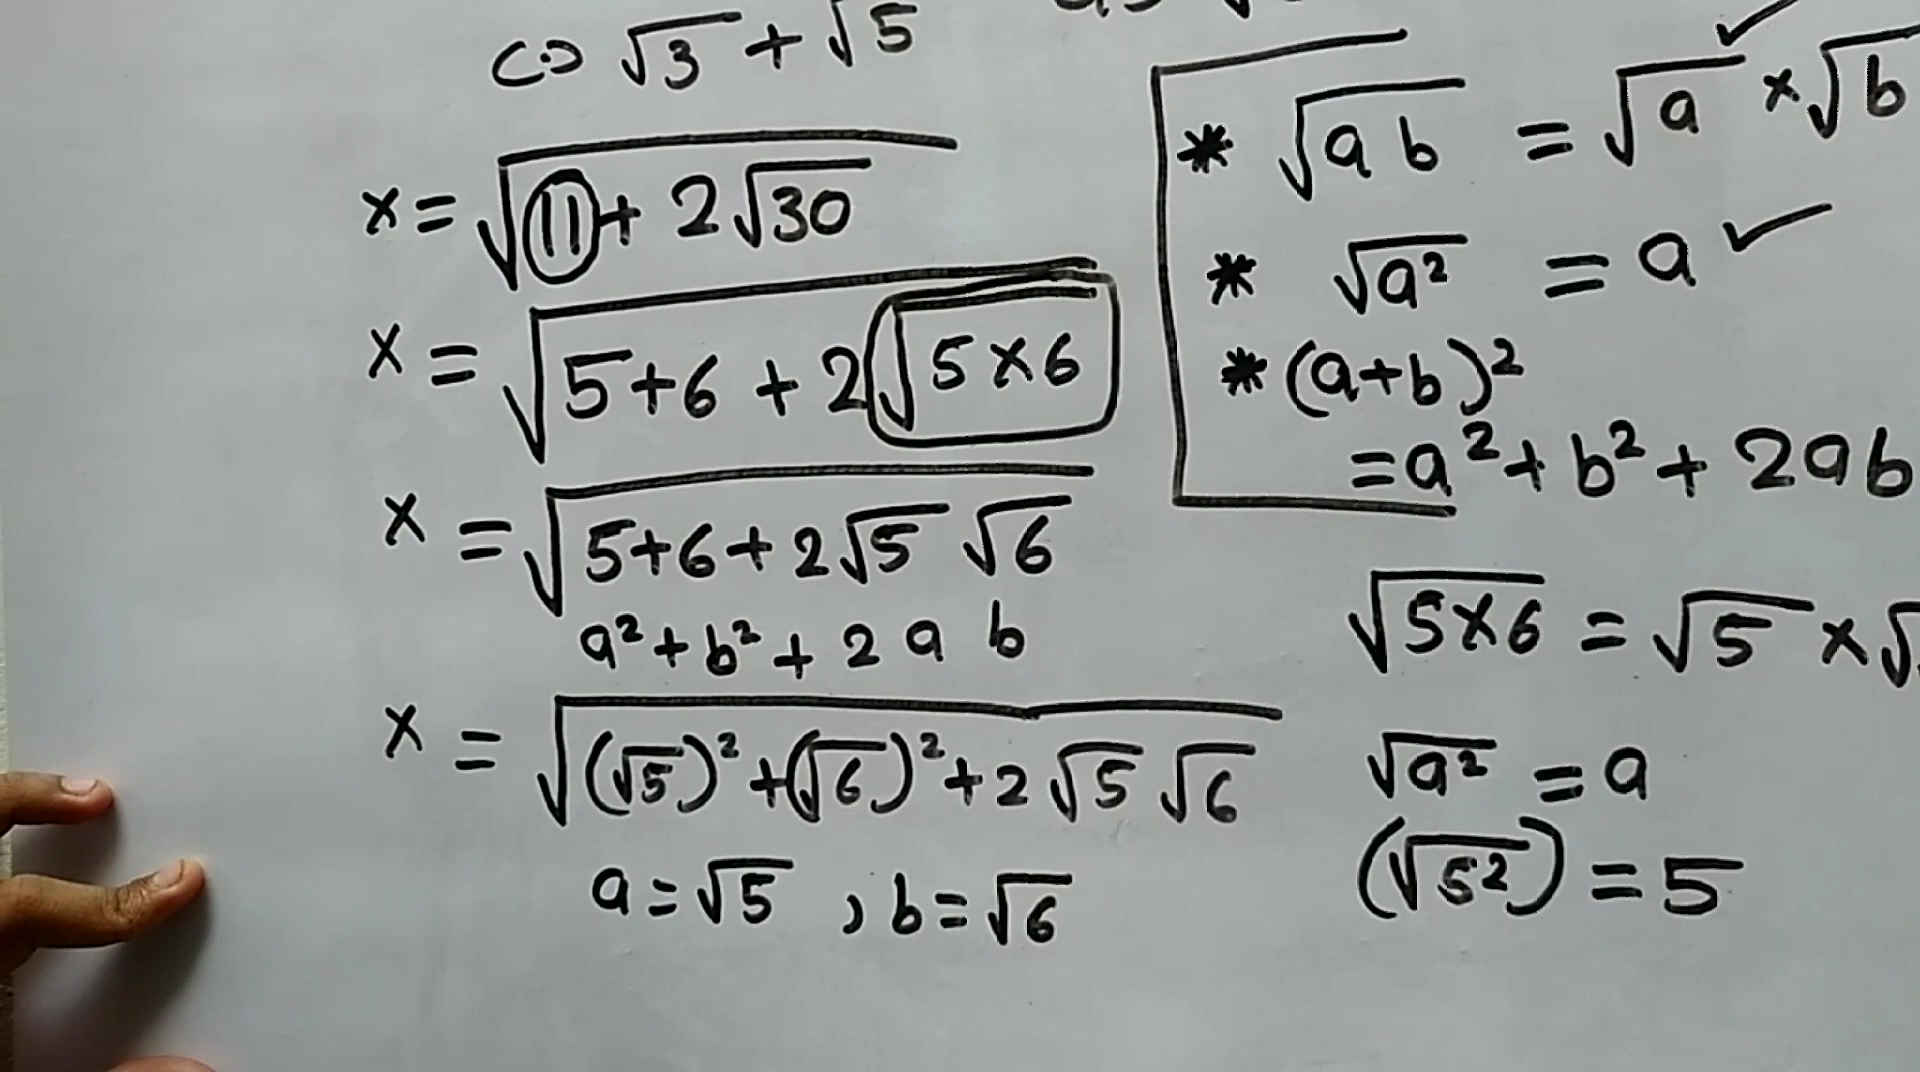 (c) √3 + √5
x = √(11 + 2√30)
x = √(5+6 + 2√(5×6))
x = √(5+6+2√5 √6)
a²+b²+2 a b
x = √((√5)²+(√6)²+2√5 √6)
a=√5 , b=√6
* √(ab) = √a × √b ✓
* √a² = a ✓
* (a+b)²
= a²+b²+2ab
√(5×6) = √5 × √
√a² = a
(√5²) = 5